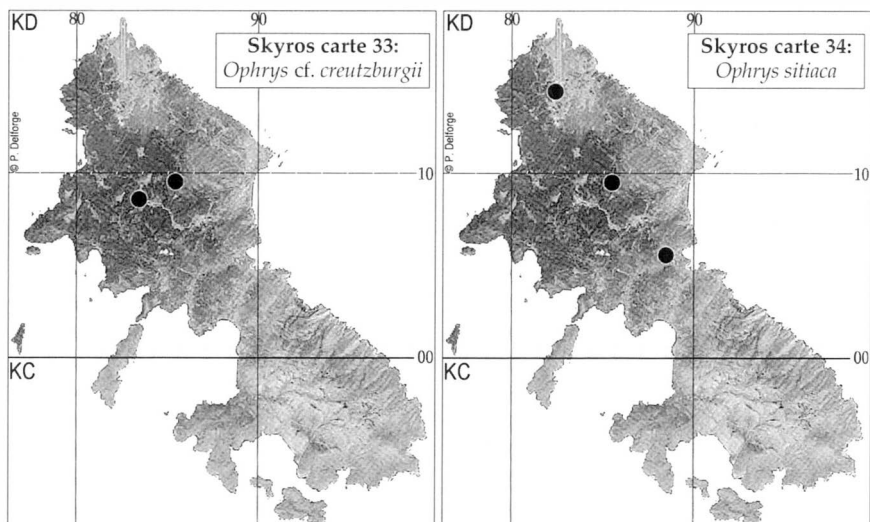 KD
80
90
Skyros carte 33:
Ophrys cf. creutzburgii
© P. Delforge
10
00
KC
KD
80
90
Skyros carte 34:
Ophrys sitiaca
© P. Delforge
10
00
KC